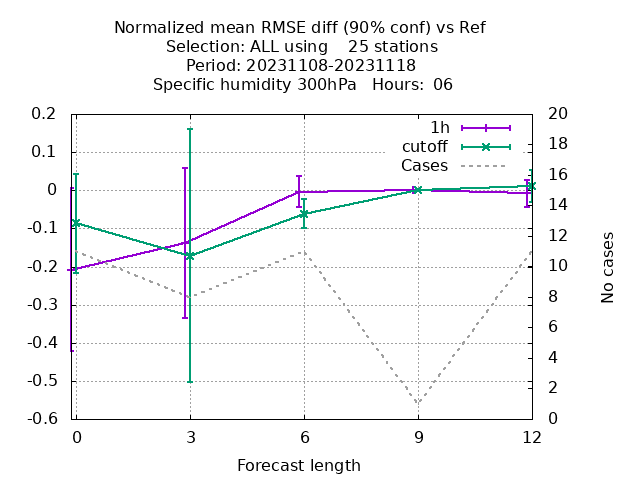 Normalized mean RMSE diff (90% conf) vs Ref
Selection: ALL using    25 stations
Period: 20231108-20231118
Specific humidity 300hPa   Hours:  06
0.2
0.1
0
-0.1
-0.2
-0.3
-0.4
-0.5
-0.6
1h
cutoff
Cases
20
18
16
14
12
10
8
6
4
2
0
No cases
0 3 6 9 12
Forecast length